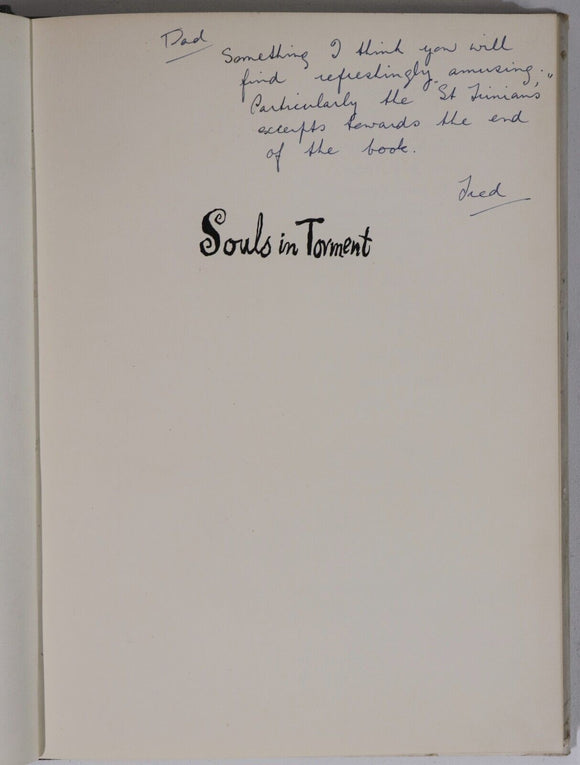 Dad
Something I think you will
find refreshingly amusing.
Particularly the "St Trinians"
excerpts towards the end
of the book.
Fred
Souls in Torment